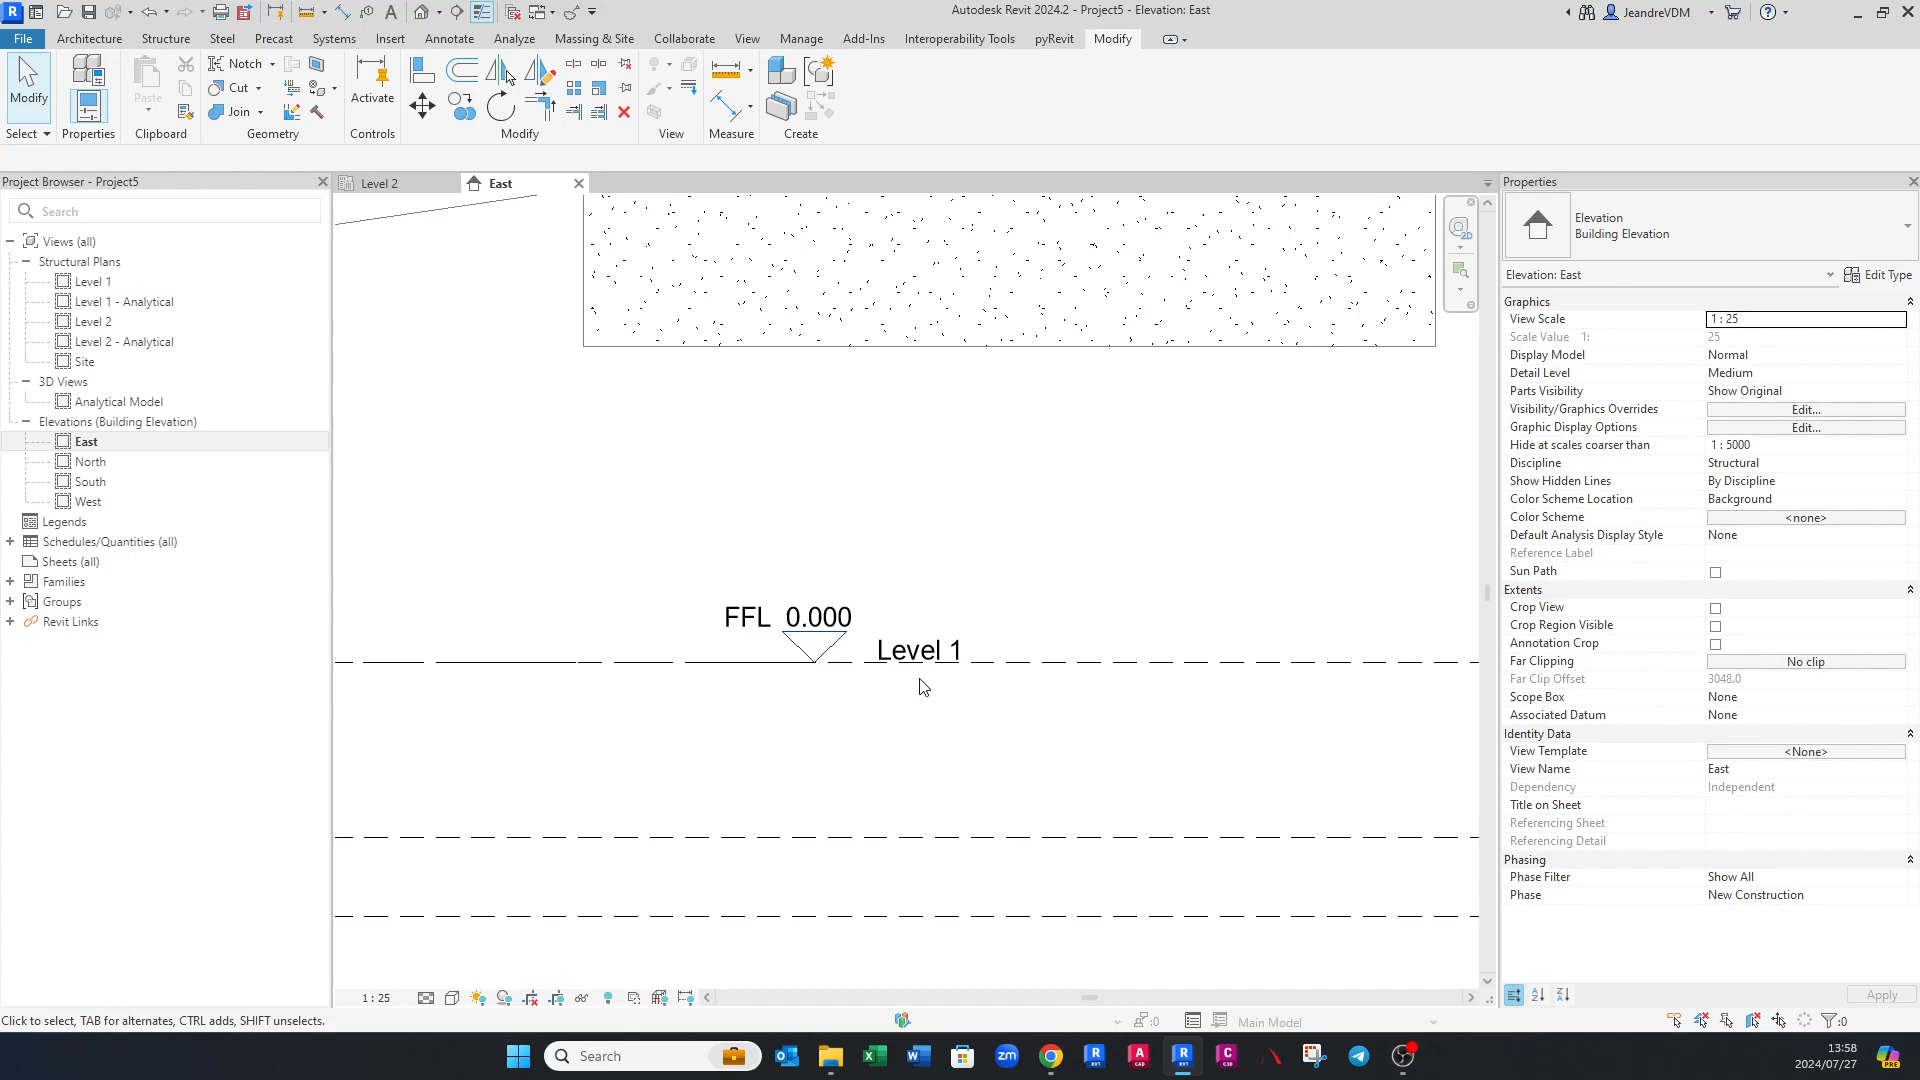 Autodesk Revit 2024.2 - Project5 - Elevation: East
JeandreVDM
File
Architecture
Structure
Steel
Precast
Systems
Insert
Annotate
Analyze
Massing & Site
Collaborate
View
Manage
Add-Ins
Interoperability Tools
pyRevit
Modify
Modify
Paste
Notch
Cut
Join
Activate
Select
Properties
Clipboard
Geometry
Controls
Modify
View
Measure
Create
Project Browser - Project5
Search
Views (all)
Structural Plans
Level 1
Level 1 - Analytical
Level 2
Level 2 - Analytical
Site
3D Views
Analytical Model
Elevations (Building Elevation)
East
North
South
West
Legends
Schedules/Quantities (all)
Sheets (all)
Families
Groups
Revit Links
Level 2
East
2D
FFL 0.000
Level 1
1 : 25
Properties
Elevation
Building Elevation
Elevation: East
Edit Type
Graphics
View Scale 1 : 25
Scale Value 1: 25
Display Model Normal
Detail Level Medium
Parts Visibility Show Original
Visibility/Graphics Overrides Edit...
Graphic Display Options Edit...
Hide at scales coarser than 1 : 5000
Discipline Structural
Show Hidden Lines By Discipline
Color Scheme Location Background
Color Scheme <none>
Default Analysis Display Style None
Reference Label
Sun Path
Extents
Crop View
Crop Region Visible
Annotation Crop
Far Clipping No clip
Far Clip Offset 3048.0
Scope Box None
Associated Datum None
Identity Data
View Template <None>
View Name East
Dependency Independent
Title on Sheet
Referencing Sheet
Referencing Detail
Phasing
Phase Filter Show All
Phase New Construction
Apply
Click to select, TAB for alternates, CTRL adds, SHIFT unselects.
:0
Main Model
:0
Search
13:58
2024/07/27